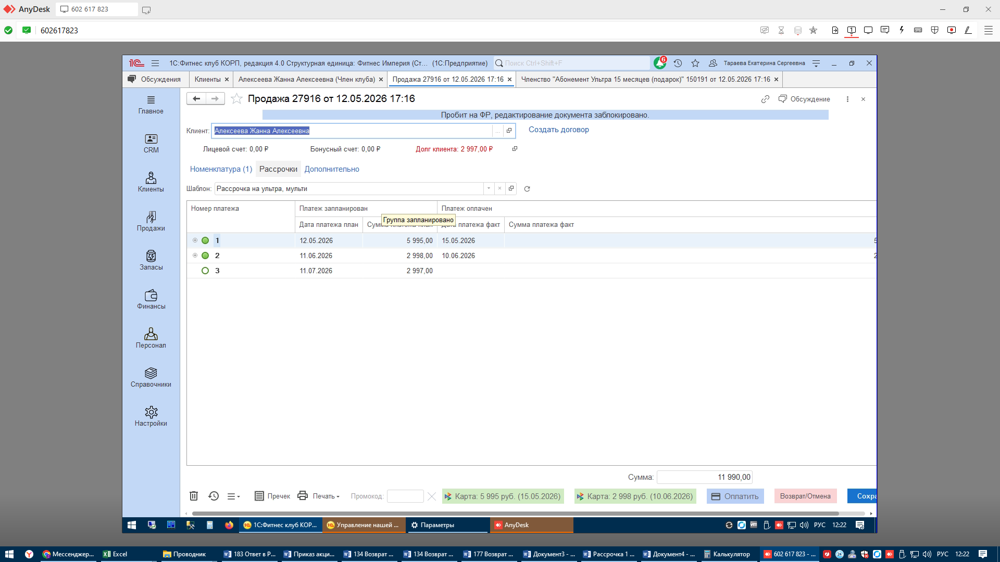 AnyDesk
602 617 823
602617823
1С:Фитнес клуб КОРП, редакция 4.0 Структурная единица: Фитнес Империя (Ст... (1С:Предприятие)
Поиск Ctrl+Shift+F
6
Тараева Екатерина Сергеевна
Обсуждения
Клиенты
Алексеева Жанна Алексеевна (Член клуба)
Продажа 27916 от 12.05.2026 17:16
Членство "Абонемент Ультра 15 месяцев (подарок)" 150191 от 12.05.2026 17:16
Главное
CRM
Клиенты
Продажи
Запасы
Финансы
Персонал
Справочники
Настройки
Продажа 27916 от 12.05.2026 17:16
Обсуждение
Пробит на ФР, редактирование документа заблокировано.
Клиент: Алексеева Жанна Алексеевна
Создать договор
Лицевой счет: 0,00 ₽ Бонусный счет: 0,00 ₽ Долг клиента: 2 997,00 ₽
Номенклатура (1) Рассрочки Дополнительно
Шаблон: Рассрочка на ультра, мульти
Номер платежа Платеж запланирован Платеж оплачен
Группа запланировано
Дата платежа план платежа факт Сумма платежа факт
1 12.05.2026 5 995,00 15.05.2026 5
2 11.06.2026 2 998,00 10.06.2026 2
3 11.07.2026 2 997,00
Сумма: 11 990,00
Пречек Печать Промокод: Карта: 5 995 руб. (15.05.2026) Карта: 2 998 руб. (10.06.2026) Оплатить Возврат/Отмена Сохра
1С:Фитнес клуб КОР... Управление нашей ... Параметры AnyDesk РУС 12:22
Мессенджер... Excel Проводник 183 Ответ в Р... Приказ акци... 134 Возврат ... 134 Возврат ... 177 Возврат ... Документ3 - ... Рассрочка 1 ... Документ4 - ... Калькулятор 602 617 823 - ... РУС 12:22